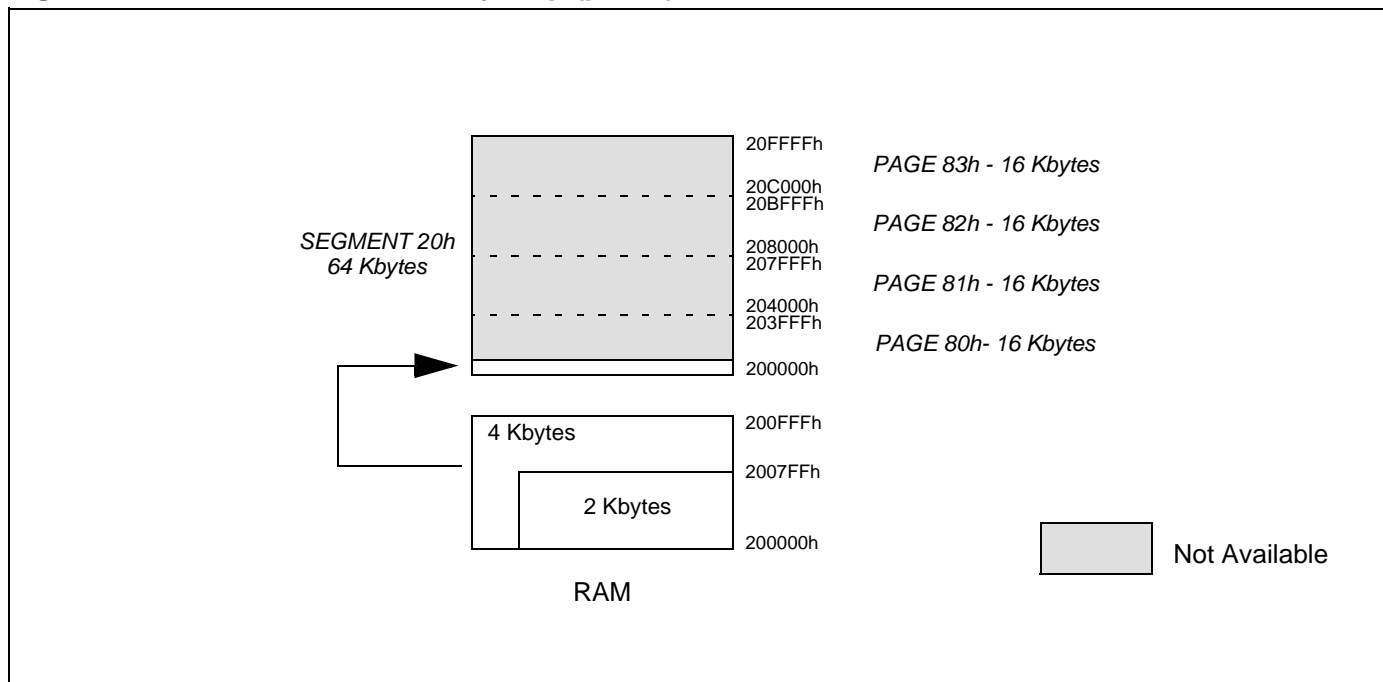 20FFFFh
PAGE 83h - 16 Kbytes
20C000h
20BFFFh
PAGE 82h - 16 Kbytes
SEGMENT 20h
64 Kbytes
208000h
207FFFh
PAGE 81h - 16 Kbytes
204000h
203FFFh
PAGE 80h- 16 Kbytes
200000h
4 Kbytes
200FFFh
2007FFh
2 Kbytes
200000h
RAM
Not Available